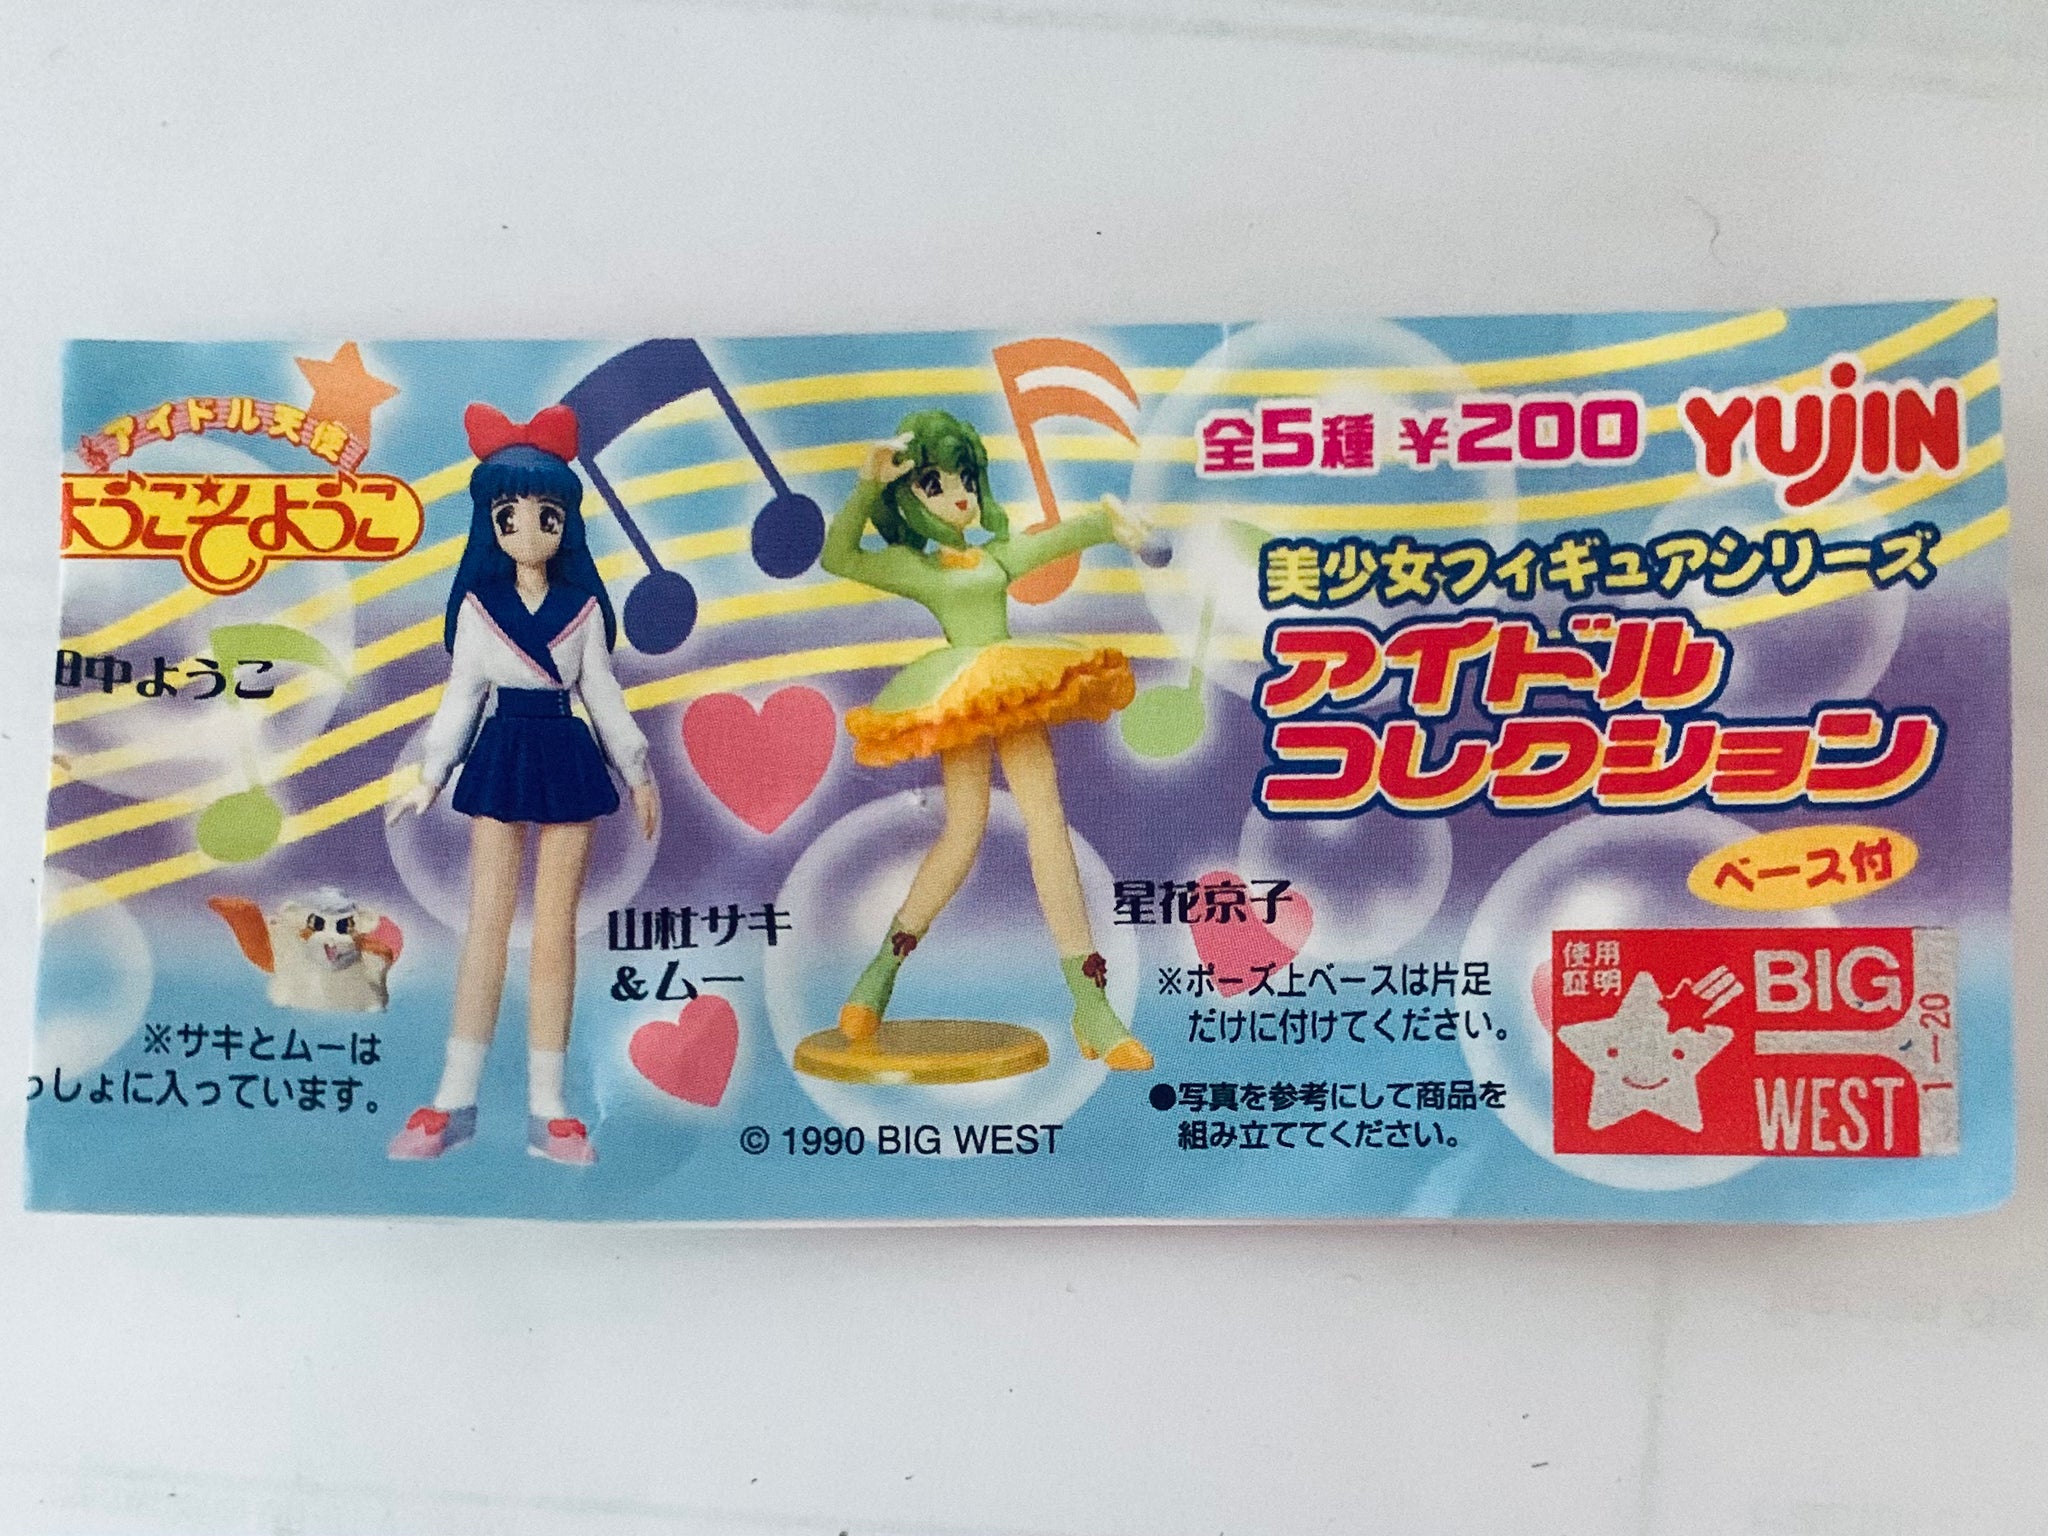 アイドル天使
ようこそようこ
田中ようこ
※サキとムーは
っしょに入っています。
山杜サキ
&ムー
© 1990 BIG WEST
星花京子
※ポーズ上ベースは片足
だけに付けてください。
●写真を参考にして商品を
組み立ててください。
全5種 ¥200
YUJIN
美少女フィギュアシリーズ
アイドル
コレクション
ベース付
使用
証明
BIG
WEST
1-20